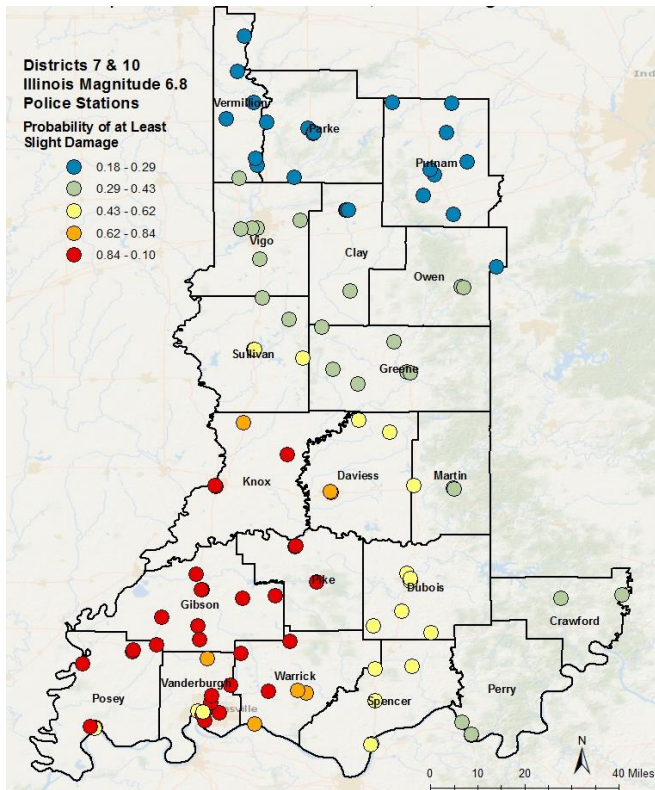 Districts 7 & 10
Illinois Magnitude 6.8
Police Stations
Probability of at Least
Slight Damage
0.18 - 0.29
0.29 - 0.43
0.43 - 0.62
0.62 - 0.84
0.84 - 0.10
Ind
Vermillion
Parke
Putnam
Vigo
Clay
Owen
Sullivan
Greene
Knox
Daviess
Martin
Pike
Dubois
Gibson
Crawford
Posey
Vanderburgh
sville
Warrick
Spencer
Perry
N
0 10 20 40 Miles